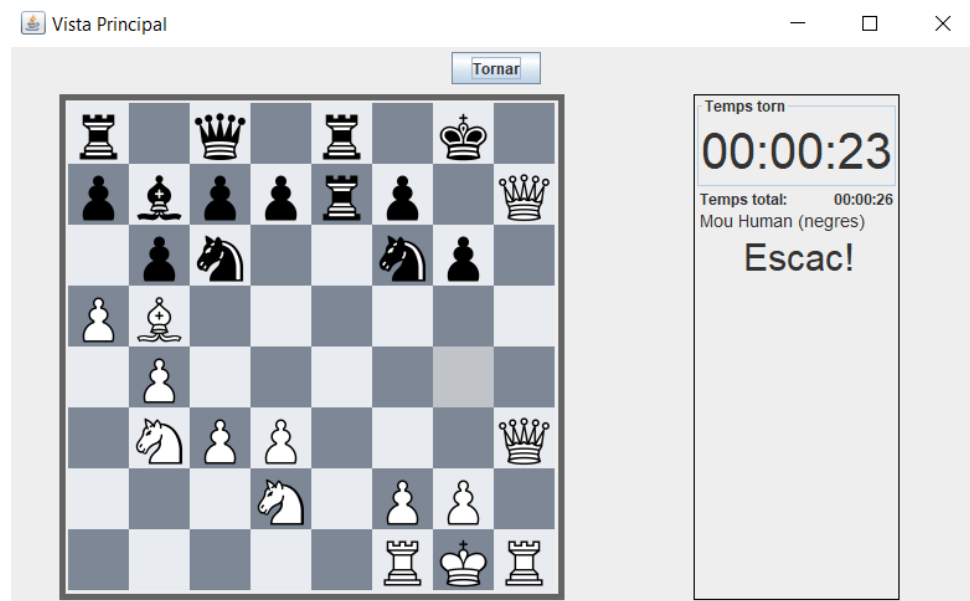 Vista Principal
Tornar
Temps torn
00:00:23
Temps total: 00:00:26
Mou Human (negres)
Escac!